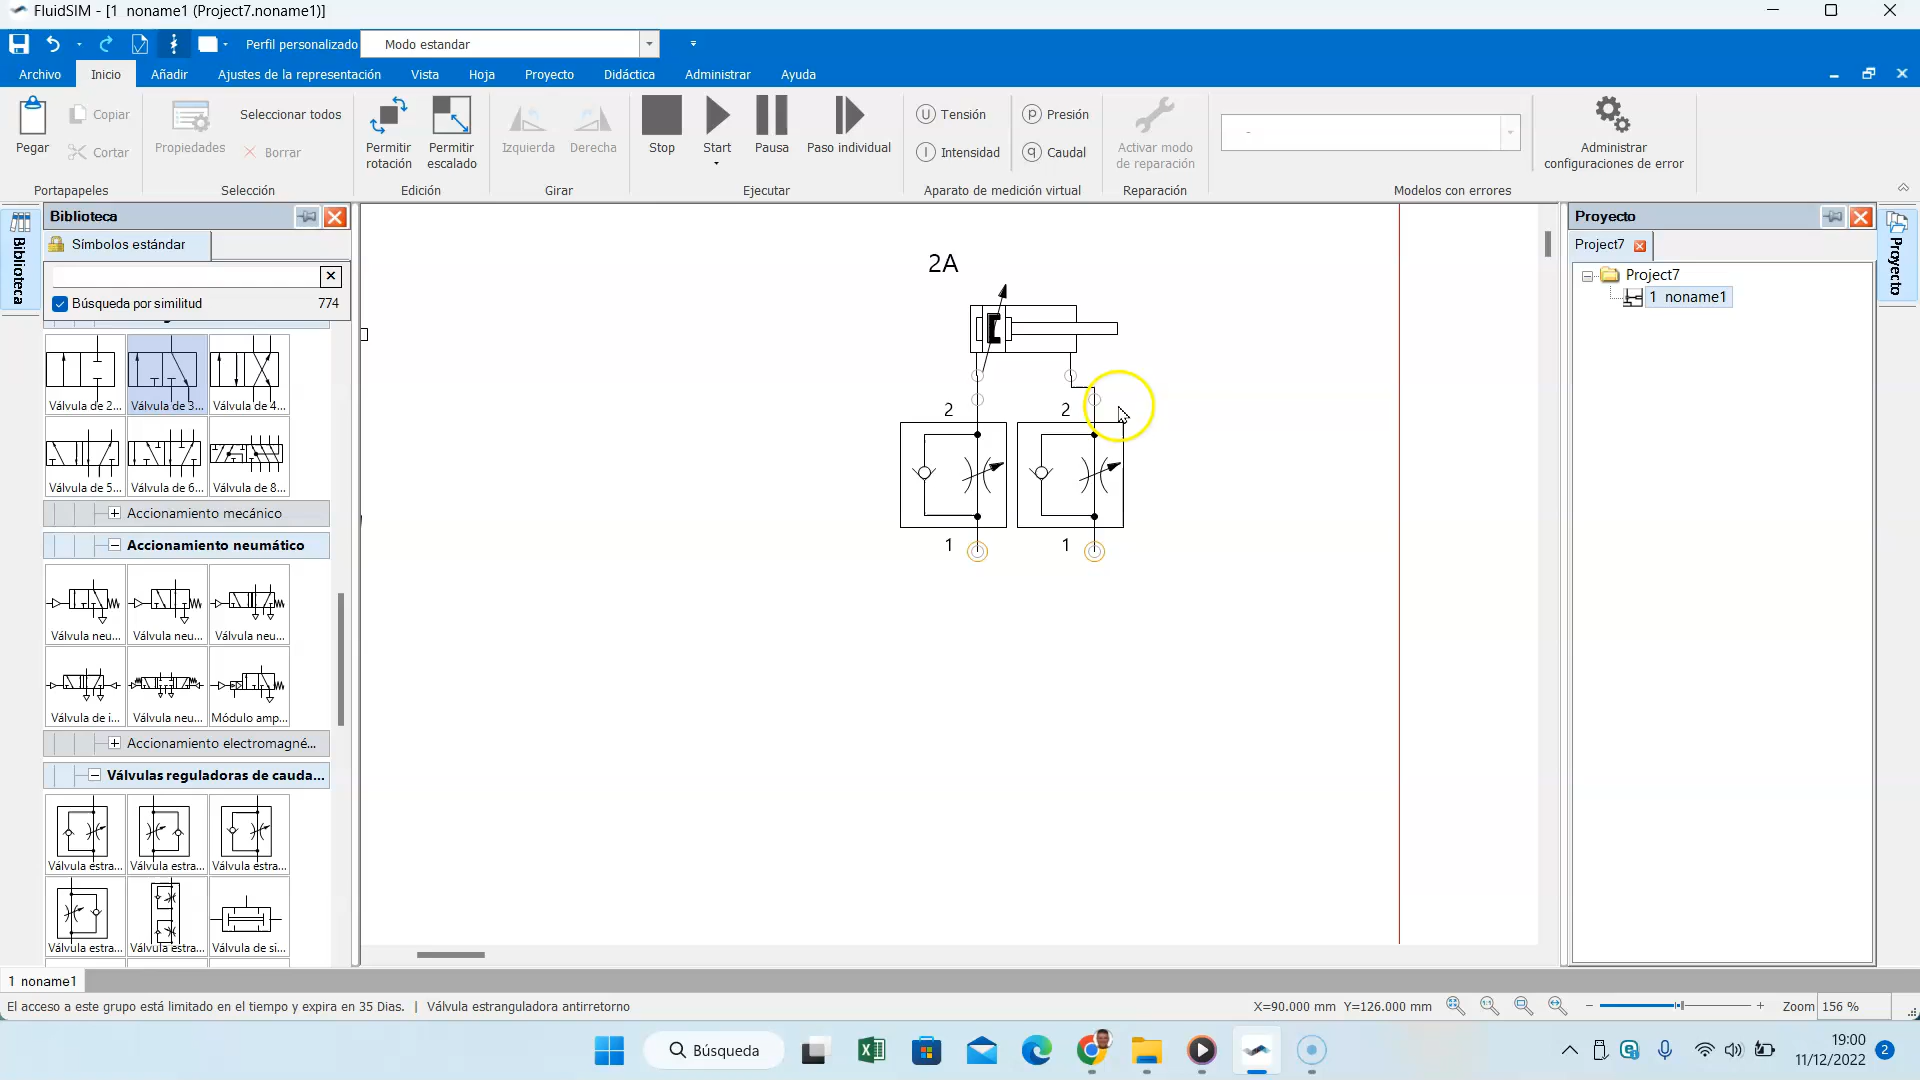 FluidSIM - [1  noname1 (Project7.noname1)]
Perfil personalizado
Modo estandar
Archivo
Inicio
Añadir
Ajustes de la representación
Vista
Hoja
Proyecto
Didáctica
Administrar
Ayuda
Pegar
Copiar
Cortar
Portapapeles
Propiedades
Seleccionar todos
Borrar
Selección
Permitir rotación
Permitir escalado
Edición
Izquierda
Derecha
Girar
Stop
Start
Pausa
Paso individual
Ejecutar
U Tensión
I Intensidad
P Presión
q Caudal
Aparato de medición virtual
Activar modo de reparación
Reparación
-
Administrar configuraciones de error
Modelos con errores
Biblioteca
Biblioteca
Símbolos estándar
Búsqueda por similitud 774
Válvula de 2...
Válvula de 3...
Válvula de 4...
Válvula de 5...
Válvula de 6...
Válvula de 8...
Accionamiento mecánico
Accionamiento neumático
Válvula neu...
Válvula neu...
Válvula neu...
Válvula de i...
Válvula neu...
Módulo amp...
Accionamiento electromagné...
Válvulas reguladoras de cauda...
Válvula estra...
Válvula estra...
Válvula estra...
Válvula estra...
Válvula estra...
Válvula de si...
2A
2
2
1
1
Proyecto
Project7
Project7
1  noname1
Proyecto
1 noname1
El acceso a este grupo está limitado en el tiempo y expira en 35 Dias. | Válvula estranguladora antirretorno
X=90.000 mm Y=126.000 mm
Zoom 156 %
Búsqueda
19:00
11/12/2022
2